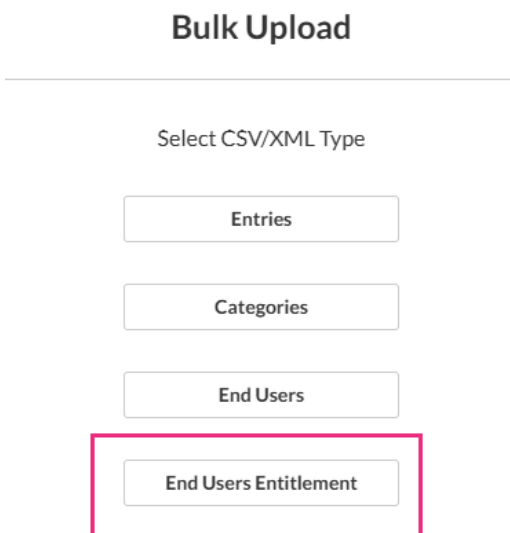 Bulk Upload
Select CSV/XML Type
Entries
Categories
End Users
End Users Entitlement